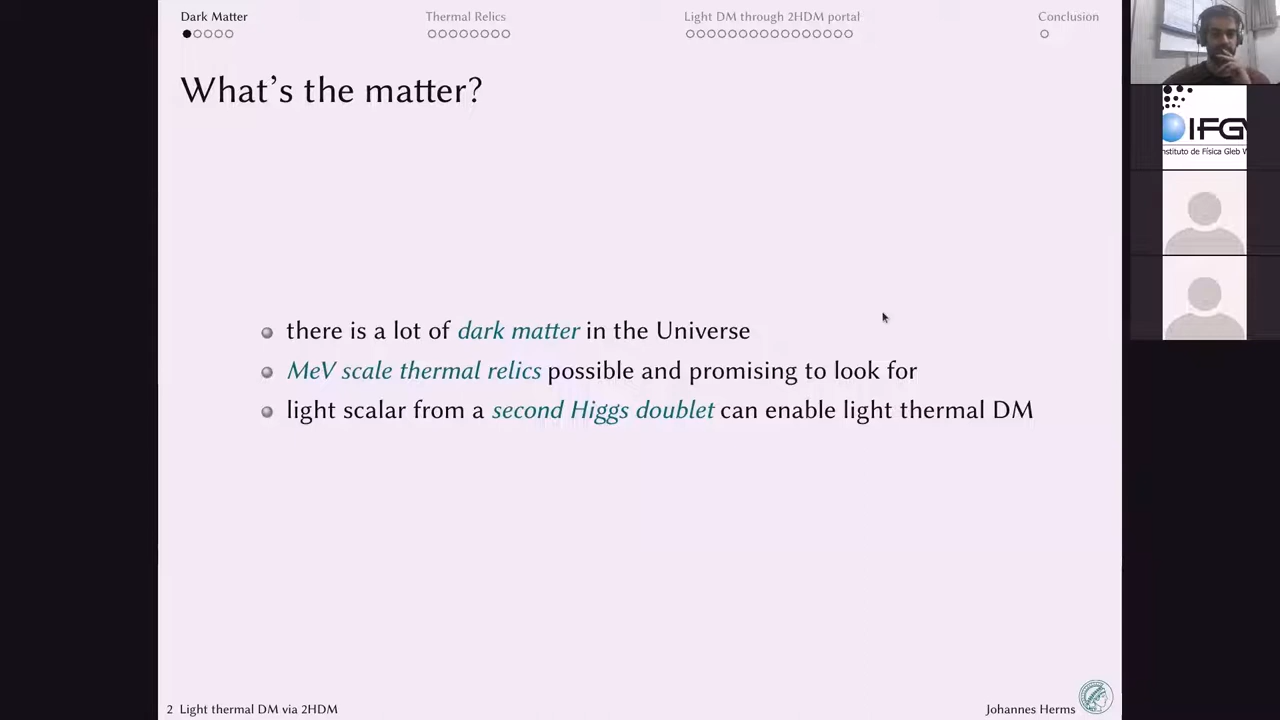 Dark Matter
Thermal Relics
Light DM through 2HDM portal
Conclusion
What's the matter?
there is a lot of dark matter in the Universe
MeV scale thermal relics possible and promising to look for
light scalar from a second Higgs doublet can enable light thermal DM
2 Light thermal DM via 2HDM
Johannes Herms
IFG
nstituto de Física Gleb